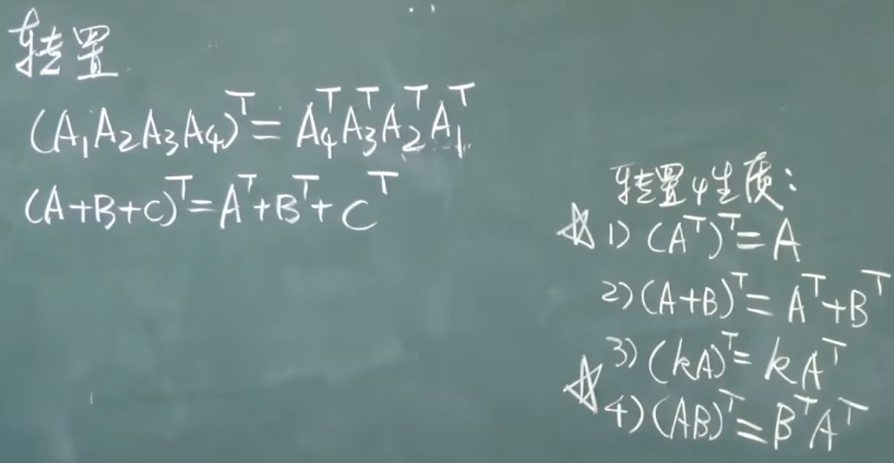 转置
(A₁A₂A₃A₄)ᵀ = A₄ᵀA₃ᵀA₂ᵀA₁ᵀ
(A+B+C)ᵀ = Aᵀ+Bᵀ+Cᵀ
转置性质:
☆ 1) (Aᵀ)ᵀ = A
2) (A+B)ᵀ = Aᵀ+Bᵀ
3) (kA)ᵀ = kAᵀ
☆ 4) (AB)ᵀ = BᵀAᵀ